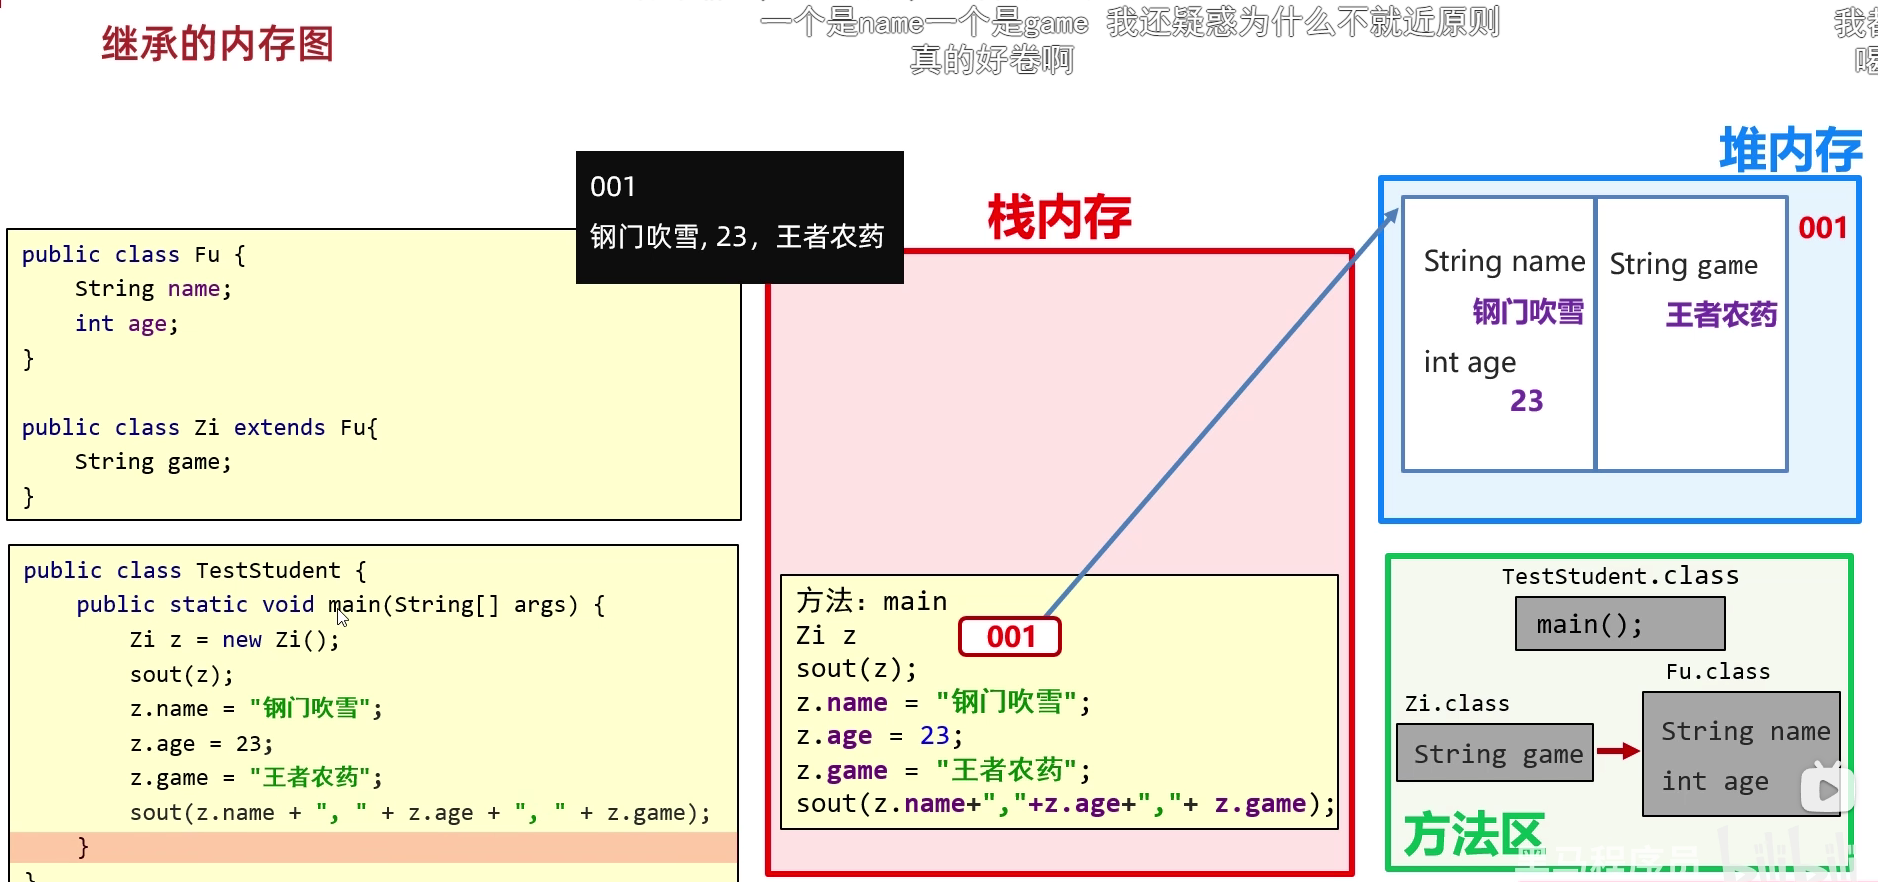 一个是name一个是game 我还疑惑为什么不就近原则
真的好卷啊
继承的内存图
001
钢门吹雪, 23, 王者农药
public class Fu {
String name;
int age;
}
public class Zi extends Fu{
String game;
}
public class TestStudent {
public static void main(String[] args) {
Zi z = new Zi();
sout(z);
z.name = "钢门吹雪";
z.age = 23;
z.game = "王者农药";
sout(z.name + ", " + z.age + ", " + z.game);
}
}
栈内存
方法: main
Zi z 001
sout(z);
z.name = "钢门吹雪";
z.age = 23;
z.game = "王者农药";
sout(z.name+","+z.age+","+ z.game);
堆内存
001
String name
钢门吹雪
int age
23
String game
王者农药
TestStudent.class
main();
Fu.class
String name
int age
Zi.class
String game
方法区
黑马程序员
bilibili